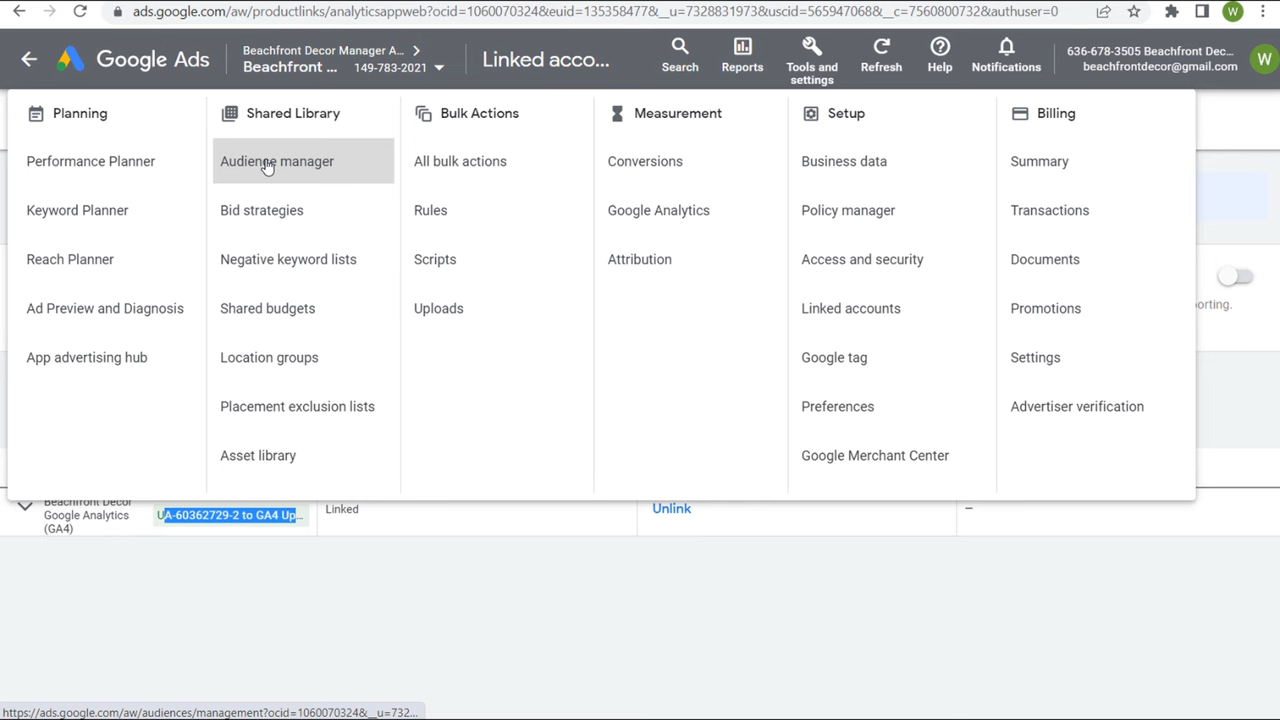 ads.google.com/aw/productlinks/analyticsappweb?ocid=1060070324&euid=135358477&__u=7328831973&uscid=565947068&__c=7560800732&authuser=0
W
Google Ads
Beachfront Decor Manager A...
Beachfront ...
149-783-2021
Linked acco...
Search
Reports
Tools and
settings
Refresh
Help
Notifications
636-678-3505 Beachfront Dec...
beachfrontdecor@gmail.com
W
Planning
Performance Planner
Keyword Planner
Reach Planner
Ad Preview and Diagnosis
App advertising hub
Shared Library
Audience manager
Bid strategies
Negative keyword lists
Shared budgets
Location groups
Placement exclusion lists
Asset library
Bulk Actions
All bulk actions
Rules
Scripts
Uploads
Measurement
Conversions
Google Analytics
Attribution
Setup
Business data
Policy manager
Access and security
Linked accounts
Google tag
Preferences
Google Merchant Center
Billing
Summary
Transactions
Documents
Promotions
Settings
Advertiser verification
orting.
Beachfront Decor
Google Analytics
(GA4)
UA-60362729-2 to GA4 Up...
Linked
Unlink
–
https://ads.google.com/aw/audiences/management?ocid=1060070324&__u=732...